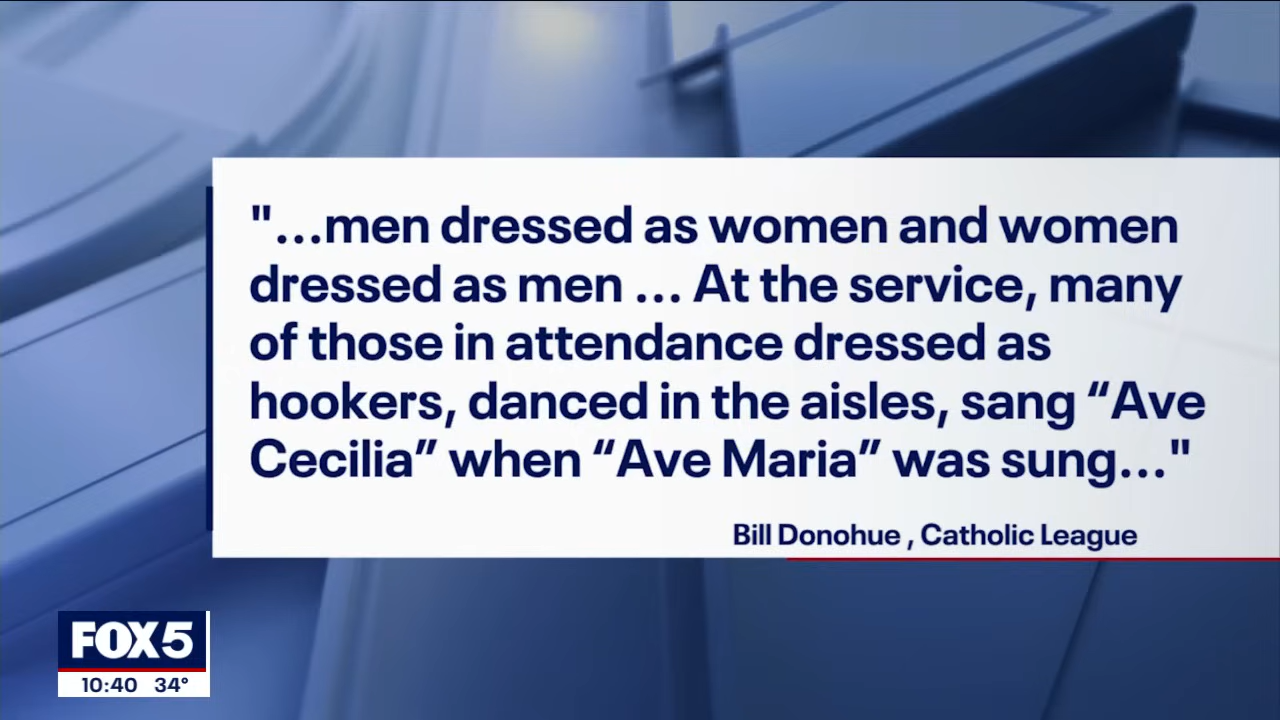 "...men dressed as women and women
dressed as men ... At the service, many
of those in attendance dressed as
hookers, danced in the aisles, sang “Ave
Cecilia” when “Ave Maria” was sung..."
Bill Donohue , Catholic League
FOX5
10:40 34°